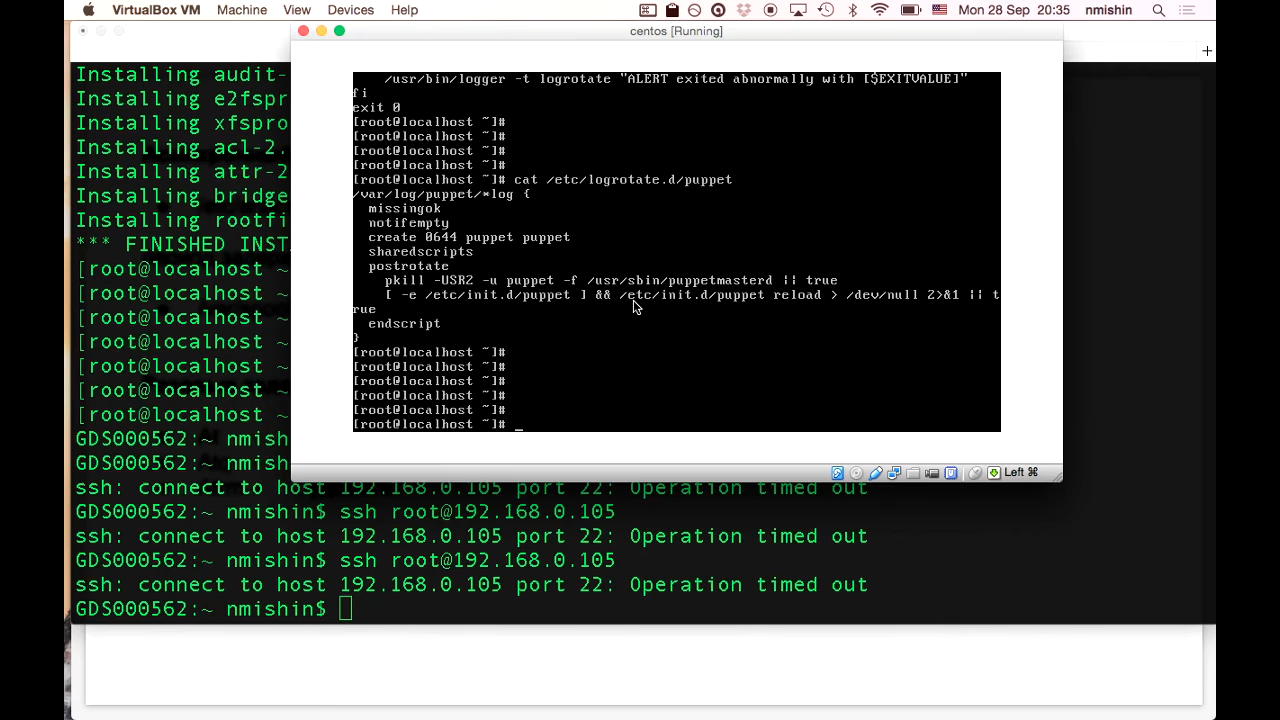 VirtualBox VM Machine View Devices Help Mon 28 Sep 20:35 nmishin
centos [Running]
+
Installing audit-
Installing e2fspr
Installing xfspro
Installing acl-2.
Installing attr-2
Installing bridge
Installing rootfi
*** FINISHED INST
[root@localhost ~
[root@localhost ~
[root@localhost ~
[root@localhost ~
[root@localhost ~
[root@localhost ~
[root@localhost ~
GDS000562:~ nmish
GDS000562:~ nmish
ssh: connect to host 192.168.0.105 port 22: Operation timed out
GDS000562:~ nmishin$ ssh root@192.168.0.105
ssh: connect to host 192.168.0.105 port 22: Operation timed out
GDS000562:~ nmishin$ ssh root@192.168.0.105
ssh: connect to host 192.168.0.105 port 22: Operation timed out
GDS000562:~ nmishin$
/usr/bin/logger -t logrotate "ALERT exited abnormally with [$EXITVALUE]"
fi
exit 0
[root@localhost ~]#
[root@localhost ~]#
[root@localhost ~]#
[root@localhost ~]#
[root@localhost ~]# cat /etc/logrotate.d/puppet
/var/log/puppet/*log {
missingok
notifempty
create 0644 puppet puppet
sharedscripts
postrotate
pkill -USR2 -u puppet -f /usr/sbin/puppetmasterd || true
[ -e /etc/init.d/puppet ] && /etc/init.d/puppet reload > /dev/null 2>&1 || t
rue
endscript
}
[root@localhost ~]#
[root@localhost ~]#
[root@localhost ~]#
[root@localhost ~]#
[root@localhost ~]#
[root@localhost ~]# _
Left ⌘